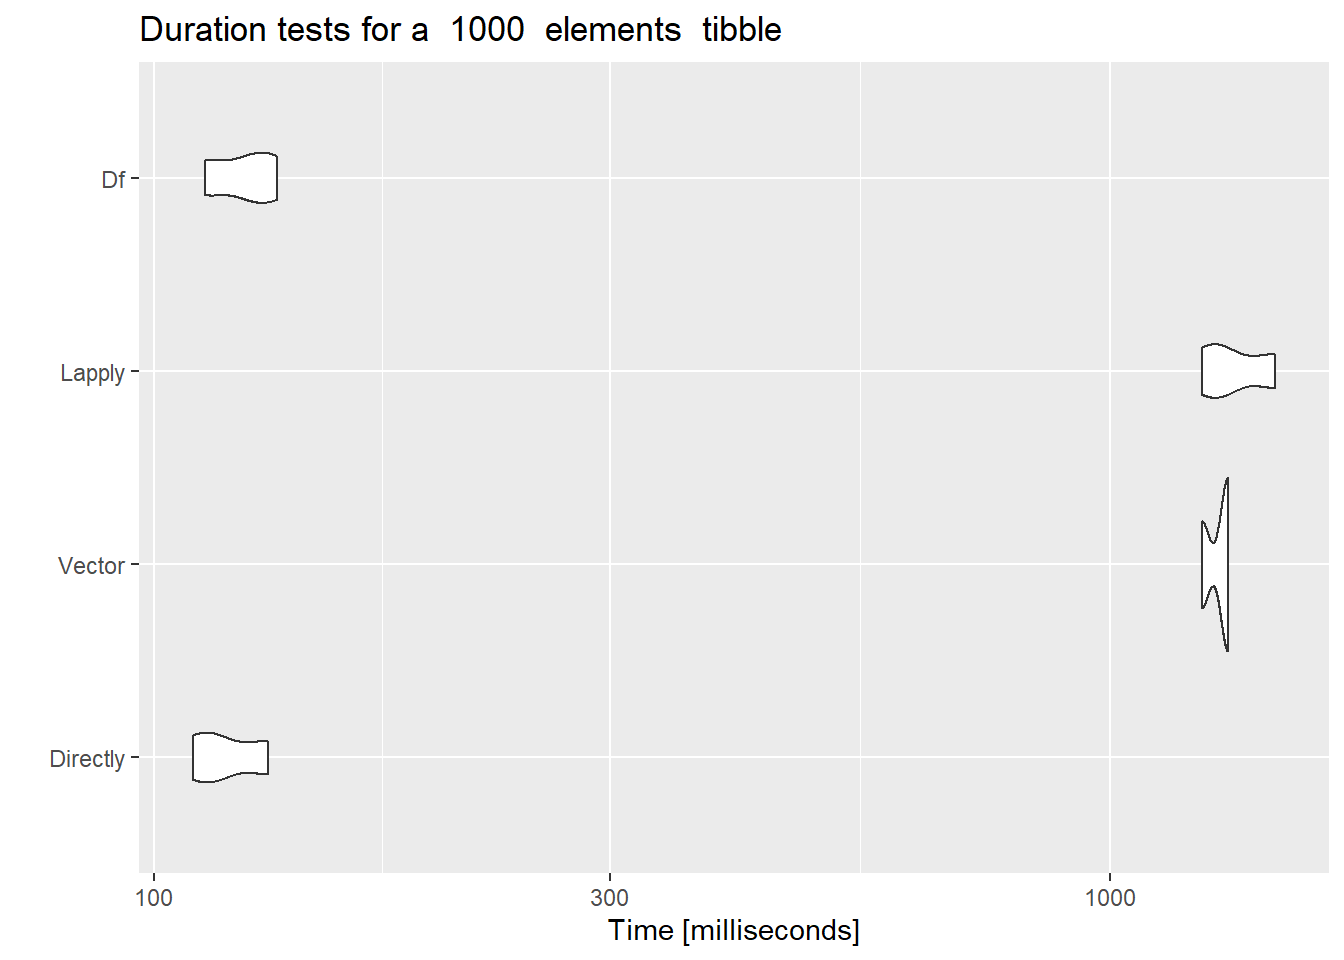 Duration tests for a  1000  elements  tibble
Df
Lapply
Vector
Directly
100 300 1000
Time [milliseconds]